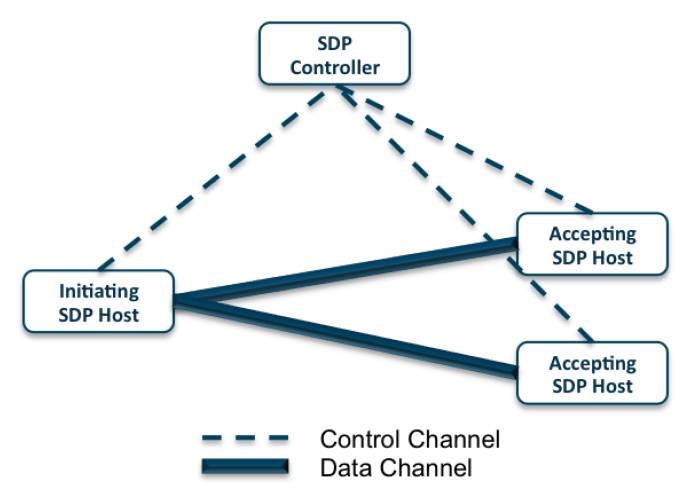 SDP
Controller
Accepting
SDP Host
Initiating
SDP Host
Accepting
SDP Host
Control Channel
Data Channel